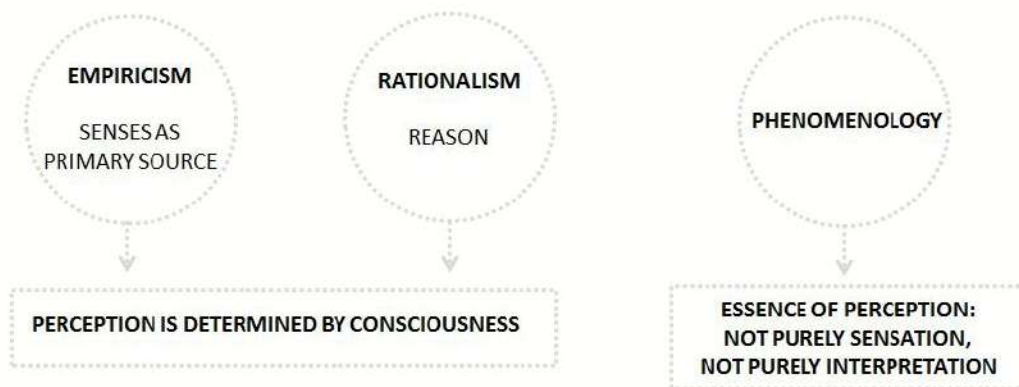 EMPIRICISM
SENSES AS
PRIMARY SOURCE
RATIONALISM
REASON
PHENOMENOLOGY
PERCEPTION IS DETERMINED BY CONSCIOUSNESS
ESSENCE OF PERCEPTION:
NOT PURELY SENSATION,
NOT PURELY INTERPRETATION